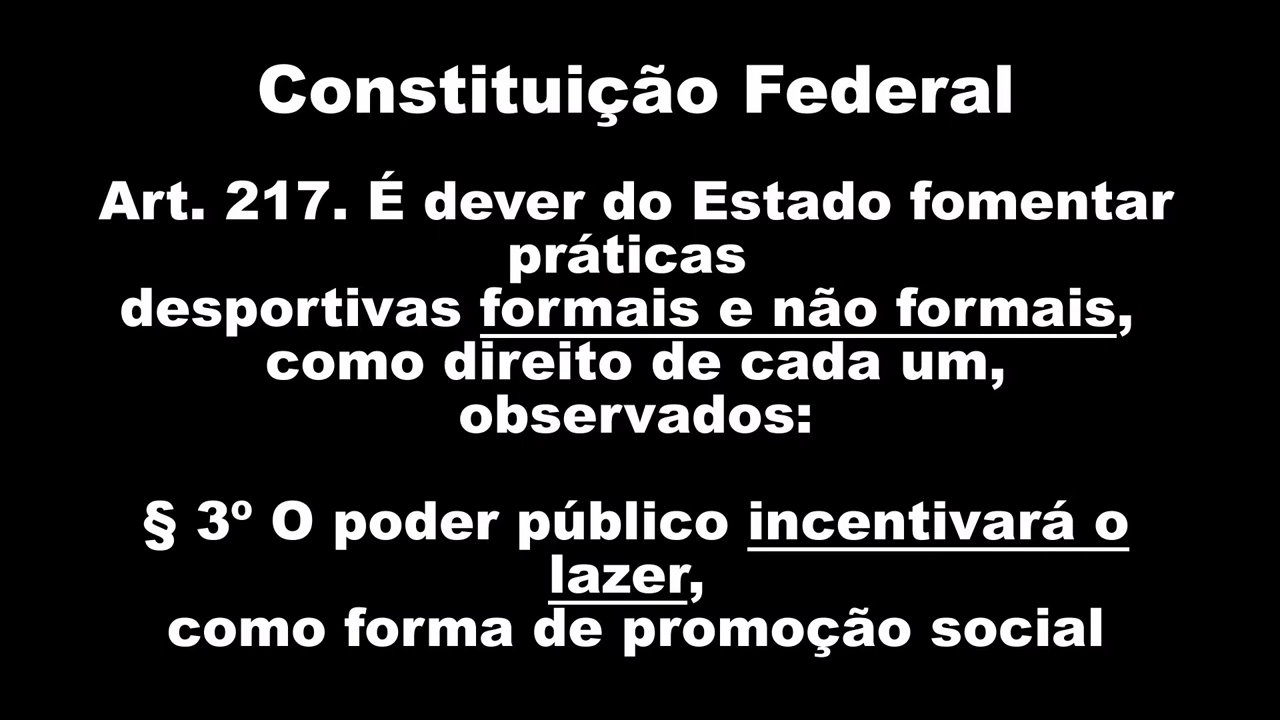 Constituição Federal
Art. 217. É dever do Estado fomentar
práticas
desportivas formais e não formais,
como direito de cada um,
observados:
§ 3º O poder público incentivará o
lazer,
como forma de promoção social